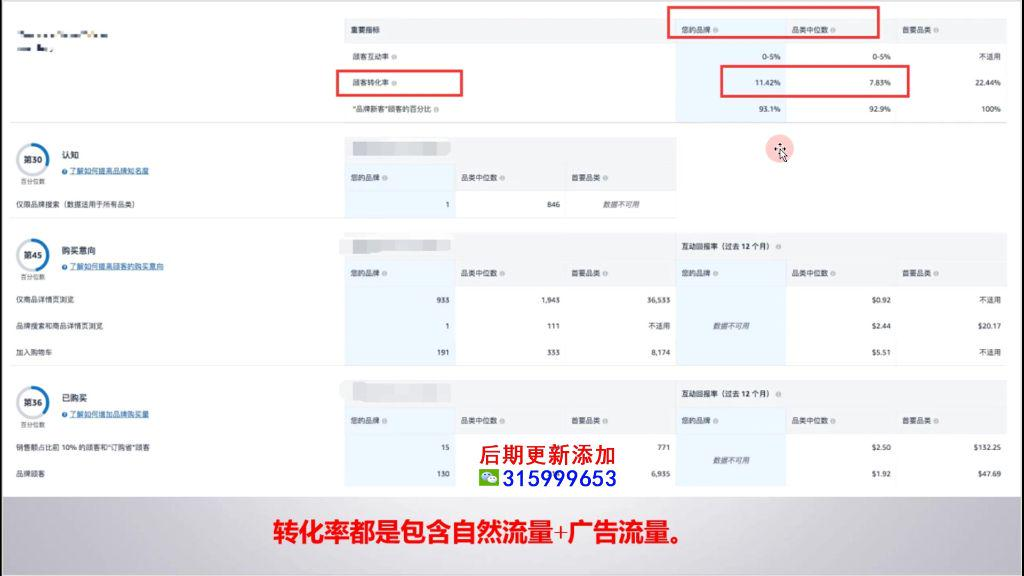 重要指标 您的品牌 品类中位数 首要品类
顾客互动率 0-5% 0-5% 不适用
顾客转化率 11.42% 7.83% 22.44%
"品牌新客"顾客的百分比 93.1% 92.9% 100%
第30 认知
百分位数 了解如何提高品牌知名度
您的品牌 品类中位数 首要品类
仅限品牌搜索（数据适用于所有品类） 1 846 数据不可用
第45 购买意向 互动回报率（过去 12 个月）
百分位数 了解如何提高顾客的购买意向
您的品牌 品类中位数 首要品类 您的品牌 品类中位数 首要品类
仅商品详情页浏览 933 1,943 36,533 $0.92 不适用
品牌搜索和商品详情页浏览 1 111 不适用 数据不可用 $2.44 $20.17
加入购物车 191 333 8,174 $5.51 不适用
第36 已购买 互动回报率（过去 12 个月）
百分位数 了解如何增加品牌购买量
您的品牌 品类中位数 首要品类 您的品牌 品类中位数 首要品类
销售额占比前 10% 的顾客和"订购省"顾客 15 771 数据不可用 $2.50 $132.25
品牌顾客 130 6,935 $1.92 $47.69
后期更新添加
315999653
转化率都是包含自然流量+广告流量。